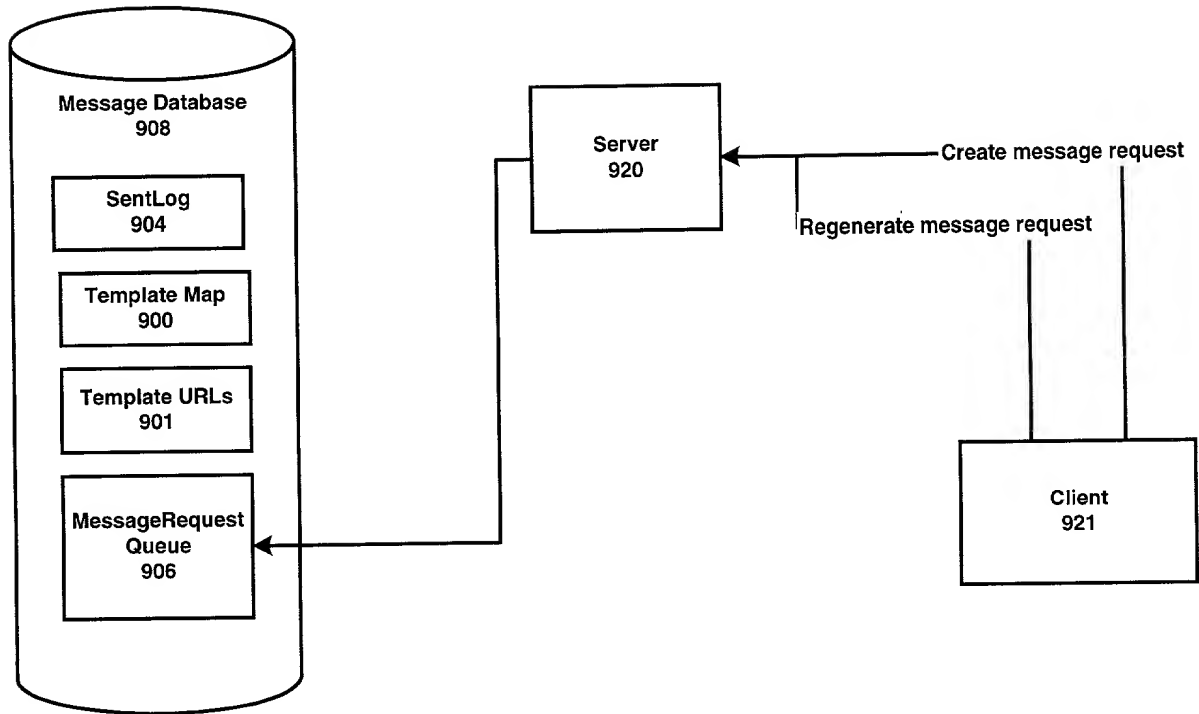 Message Database
908
SentLog
904
Template Map
900
Template URLs
901
MessageRequest
Queue
906
Server
920
Create message request
Regenerate message request
Client
921